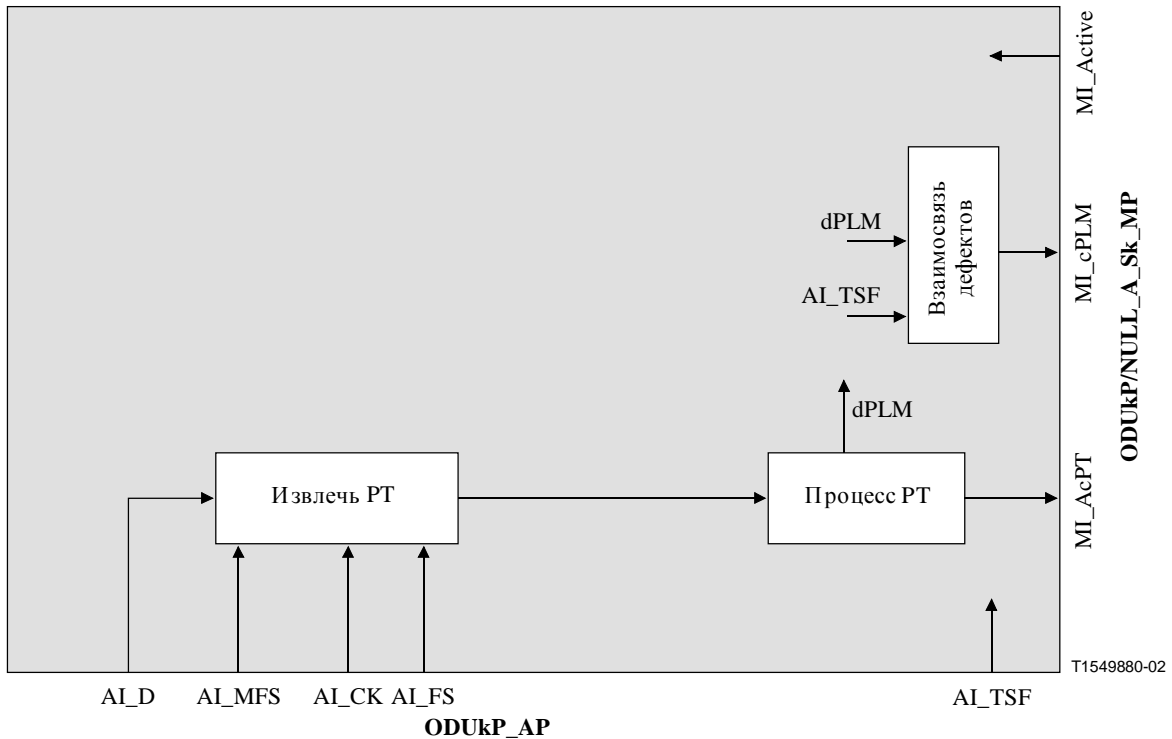 MI_Active
Взаимосвязь
дефектов
dPLM
AI_TSF
MI_cPLM
ODUkP/NULL_A_Sk_MP
dPLM
Извлечь PT
Процесс PT
MI_AcPT
T1549880-02
AI_D
AI_MFS
AI_CK
AI_FS
AI_TSF
ODUkP_AP